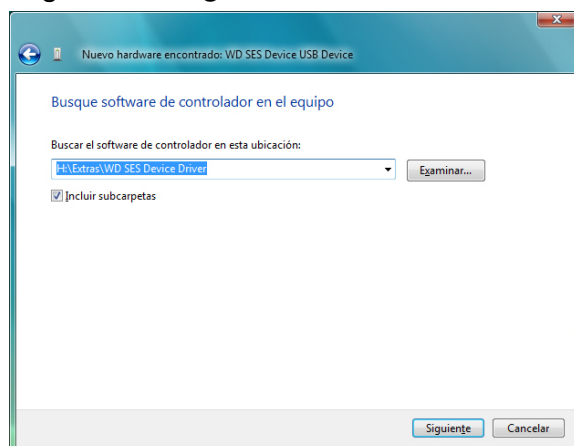 Nuevo hardware encontrado: WD SES Device USB Device
Busque software de controlador en el equipo
Buscar el software de controlador en esta ubicación:
H:\Extras\WD SES Device Driver
Examinar...
Incluir subcarpetas
Siguiente
Cancelar